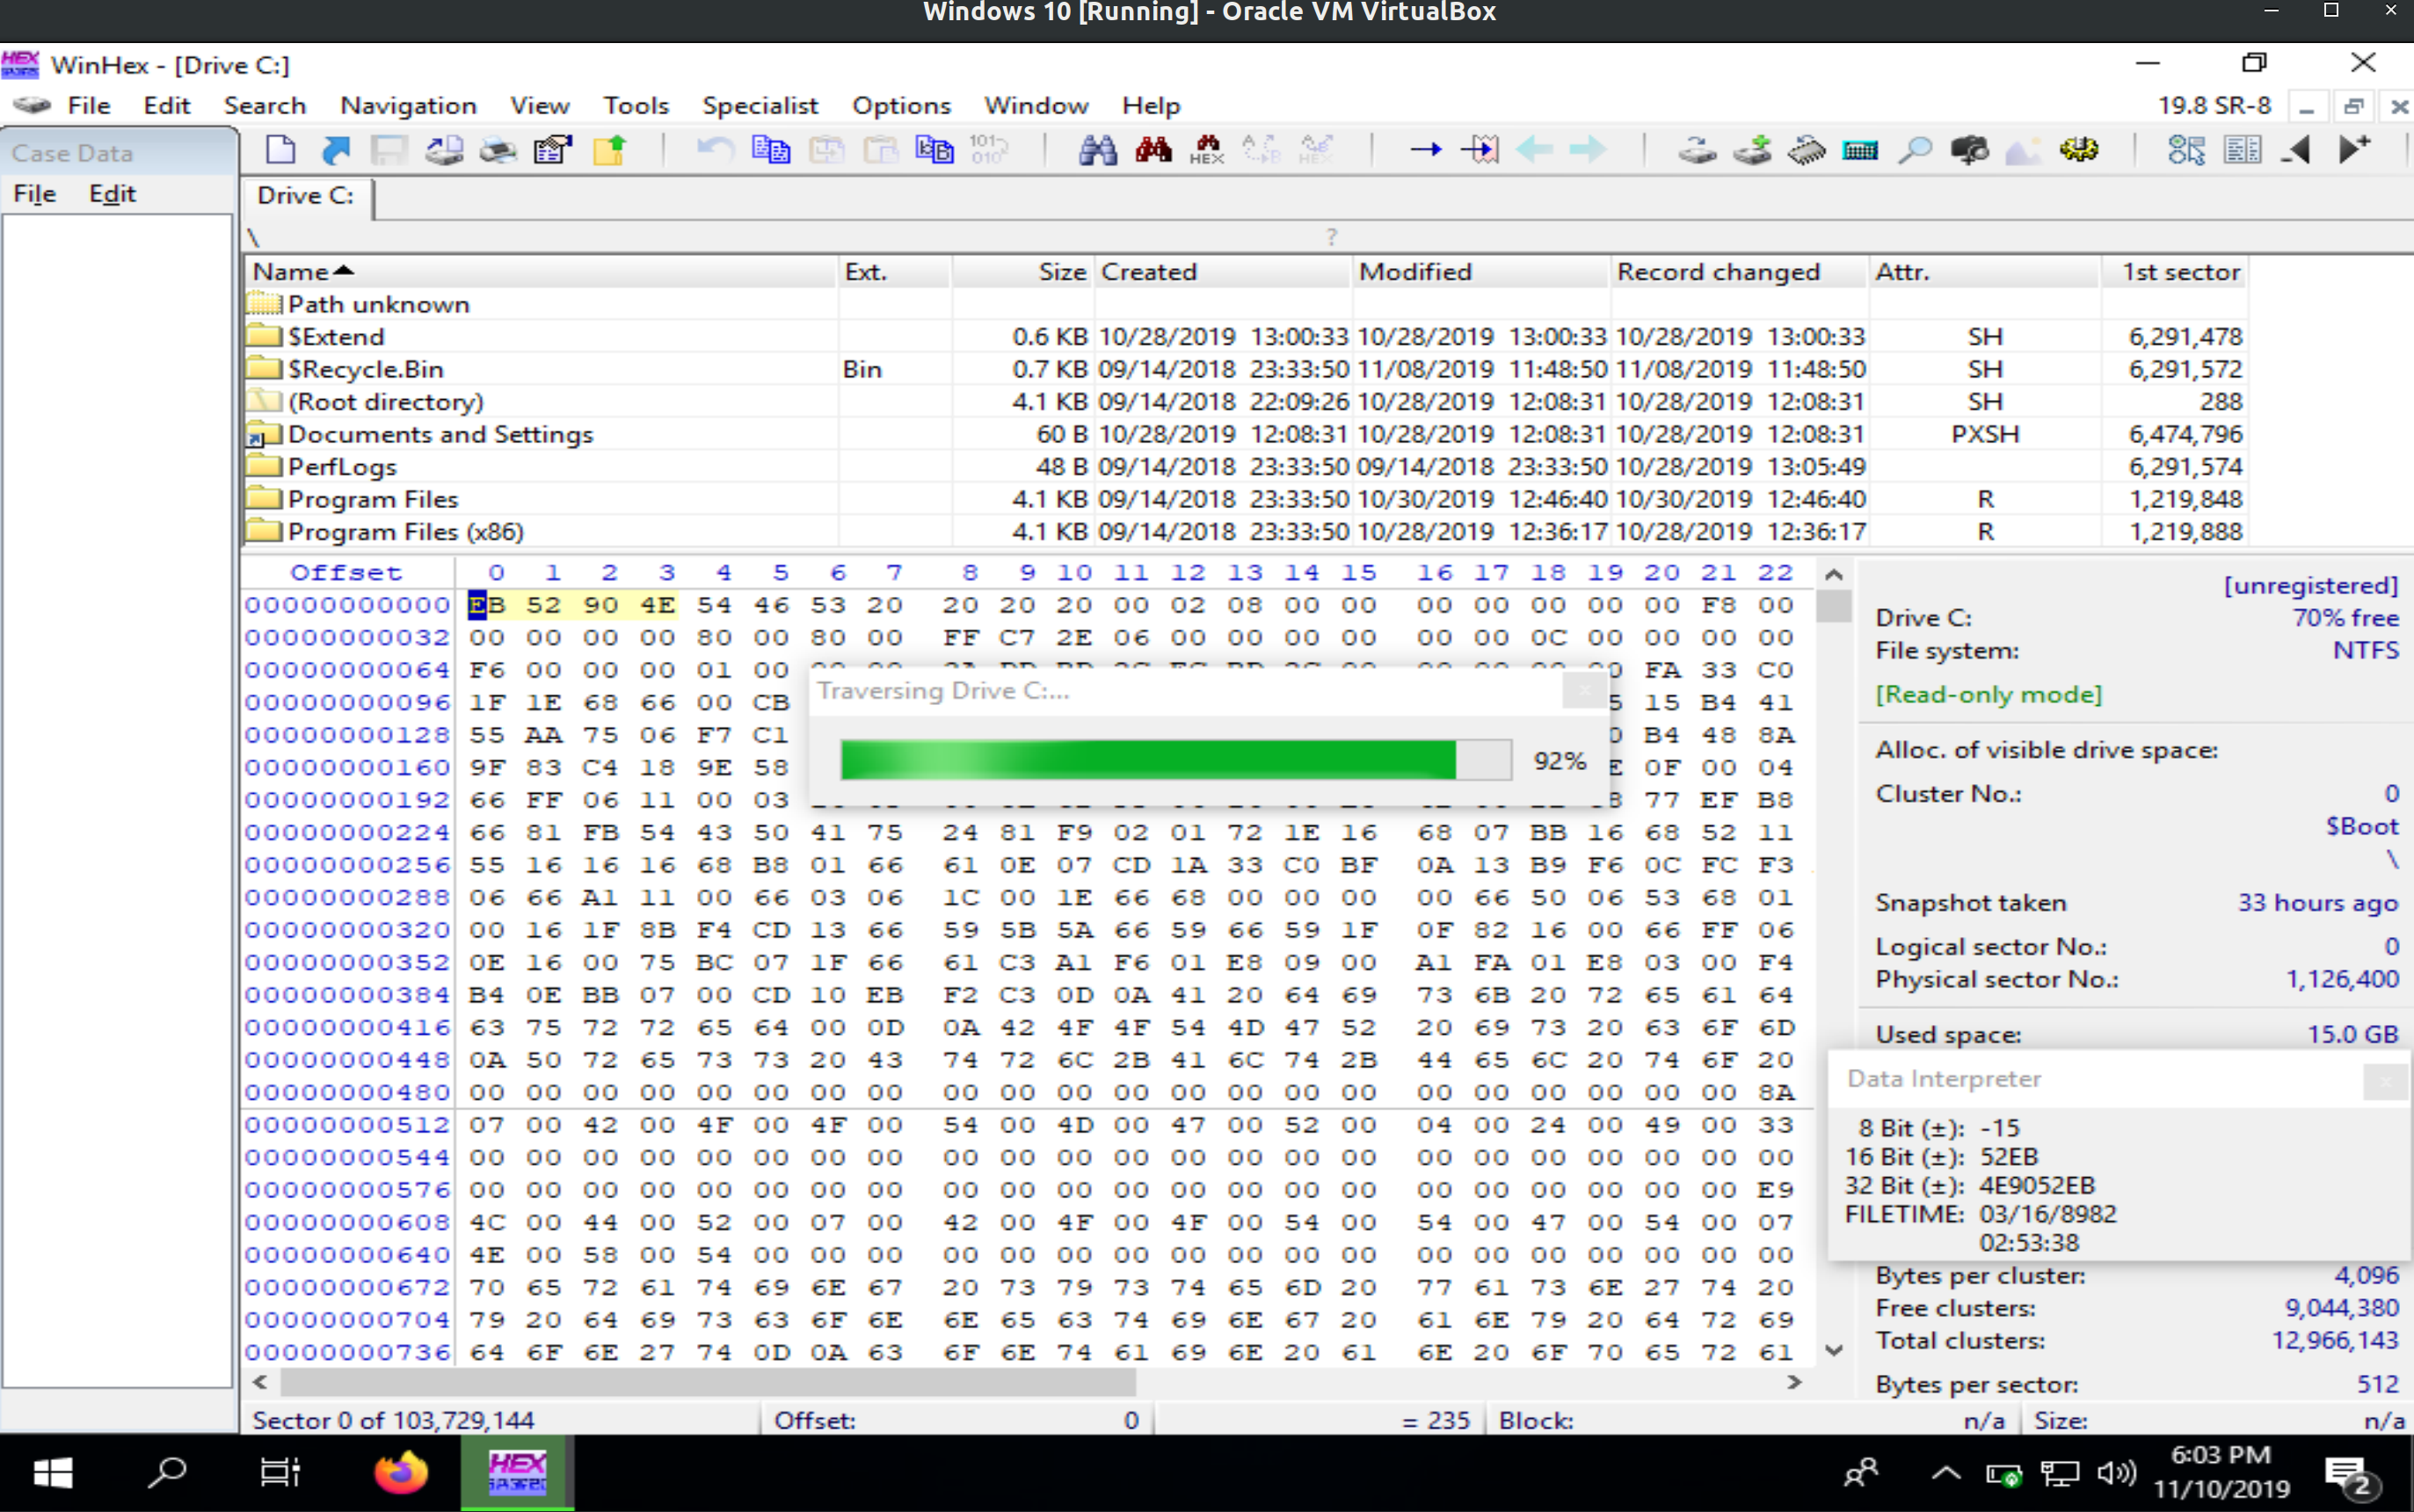 Windows 10 [Running] - Oracle VM VirtualBox
WinHex - [Drive C:]
File Edit Search Navigation View Tools Specialist Options Window Help 19.8 SR-8
Case Data
File Edit
Drive C:
\ ?
Name Ext. Size Created Modified Record changed Attr. 1st sector
Path unknown
$Extend 0.6 KB 10/28/2019 13:00:33 10/28/2019 13:00:33 10/28/2019 13:00:33 SH 6,291,478
$Recycle.Bin Bin 0.7 KB 09/14/2018 23:33:50 11/08/2019 11:48:50 11/08/2019 11:48:50 SH 6,291,572
(Root directory) 4.1 KB 09/14/2018 22:09:26 10/28/2019 12:08:31 10/28/2019 12:08:31 SH 288
Documents and Settings 60 B 10/28/2019 12:08:31 10/28/2019 12:08:31 10/28/2019 12:08:31 PXSH 6,474,796
PerfLogs 48 B 09/14/2018 23:33:50 09/14/2018 23:33:50 10/28/2019 13:05:49 6,291,574
Program Files 4.1 KB 09/14/2018 23:33:50 10/30/2019 12:46:40 10/30/2019 12:46:40 R 1,219,848
Program Files (x86) 4.1 KB 09/14/2018 23:33:50 10/28/2019 12:36:17 10/28/2019 12:36:17 R 1,219,888
Offset 0 1 2 3 4 5 6 7 8 9 10 11 12 13 14 15 16 17 18 19 20 21 22
00000000000 EB 52 90 4E 54 46 53 20 20 20 20 00 02 08 00 00 00 00 00 00 00 F8 00
00000000032 00 00 00 00 80 00 80 00 FF C7 2E 06 00 00 00 00 00 00 0C 00 00 00 00
00000000064 F6 00 00 00 01 00 FA 33 C0
00000000096 1F 1E 68 66 00 CB 15 B4 41
00000000128 55 AA 75 06 F7 C1 B4 48 8A
00000000160 9F 83 C4 18 9E 58 0F 00 04
00000000192 66 FF 06 11 00 03 77 EF B8
00000000224 66 81 FB 54 43 50 41 75 24 81 F9 02 01 72 1E 16 68 07 BB 16 68 52 11
00000000256 55 16 16 16 68 B8 01 66 61 0E 07 CD 1A 33 C0 BF 0A 13 B9 F6 0C FC F3
00000000288 06 66 A1 11 00 66 03 06 1C 00 1E 66 68 00 00 00 00 66 50 06 53 68 01
00000000320 00 16 1F 8B F4 CD 13 66 59 5B 5A 66 59 66 59 1F 0F 82 16 00 66 FF 06
00000000352 0E 16 00 75 BC 07 1F 66 61 C3 A1 F6 01 E8 09 00 A1 FA 01 E8 03 00 F4
00000000384 B4 0E BB 07 00 CD 10 EB F2 C3 0D 0A 41 20 64 69 73 6B 20 72 65 61 64
00000000416 63 75 72 72 65 64 00 0D 0A 42 4F 4F 54 4D 47 52 20 69 73 20 63 6F 6D
00000000448 0A 50 72 65 73 73 20 43 74 72 6C 2B 41 6C 74 2B 44 65 6C 20 74 6F 20
00000000480 00 00 00 00 00 00 00 00 00 00 00 00 00 00 00 00 00 00 00 00 00 00 8A
00000000512 07 00 42 00 4F 00 4F 00 54 00 4D 00 47 00 52 00 04 00 24 00 49 00 33
00000000544 00 00 00 00 00 00 00 00 00 00 00 00 00 00 00 00 00 00 00 00 00 00 00
00000000576 00 00 00 00 00 00 00 00 00 00 00 00 00 00 00 00 00 00 00 00 00 00 E9
00000000608 4C 00 44 00 52 00 07 00 42 00 4F 00 4F 00 54 00 54 00 47 00 54 00 07
00000000640 4E 00 58 00 54 00 00 00 00 00 00 00 00 00 00 00 00 00 00 00 00 00 00
00000000672 70 65 72 61 74 69 6E 67 20 73 79 73 74 65 6D 20 77 61 73 6E 27 74 20
00000000704 79 20 64 69 73 63 6F 6E 6E 65 63 74 69 6E 67 20 61 6E 79 20 64 72 69
00000000736 64 6F 6E 27 74 0D 0A 63 6F 6E 74 61 69 6E 20 61 6E 20 6F 70 65 72 61
Traversing Drive C:...
92%
[unregistered]
Drive C: 70% free
File system: NTFS
[Read-only mode]
Alloc. of visible drive space:
Cluster No.: 0
$Boot
\
Snapshot taken 33 hours ago
Logical sector No.: 0
Physical sector No.: 1,126,400
Used space: 15.0 GB
Data Interpreter
8 Bit (±): -15
16 Bit (±): 52EB
32 Bit (±): 4E9052EB
FILETIME: 03/16/8982
02:53:38
Bytes per cluster: 4,096
Free clusters: 9,044,380
Total clusters: 12,966,143
Bytes per sector: 512
Sector 0 of 103,729,144 Offset: 0 = 235 Block: n/a Size: n/a
HEX
6:03 PM
11/10/2019
2